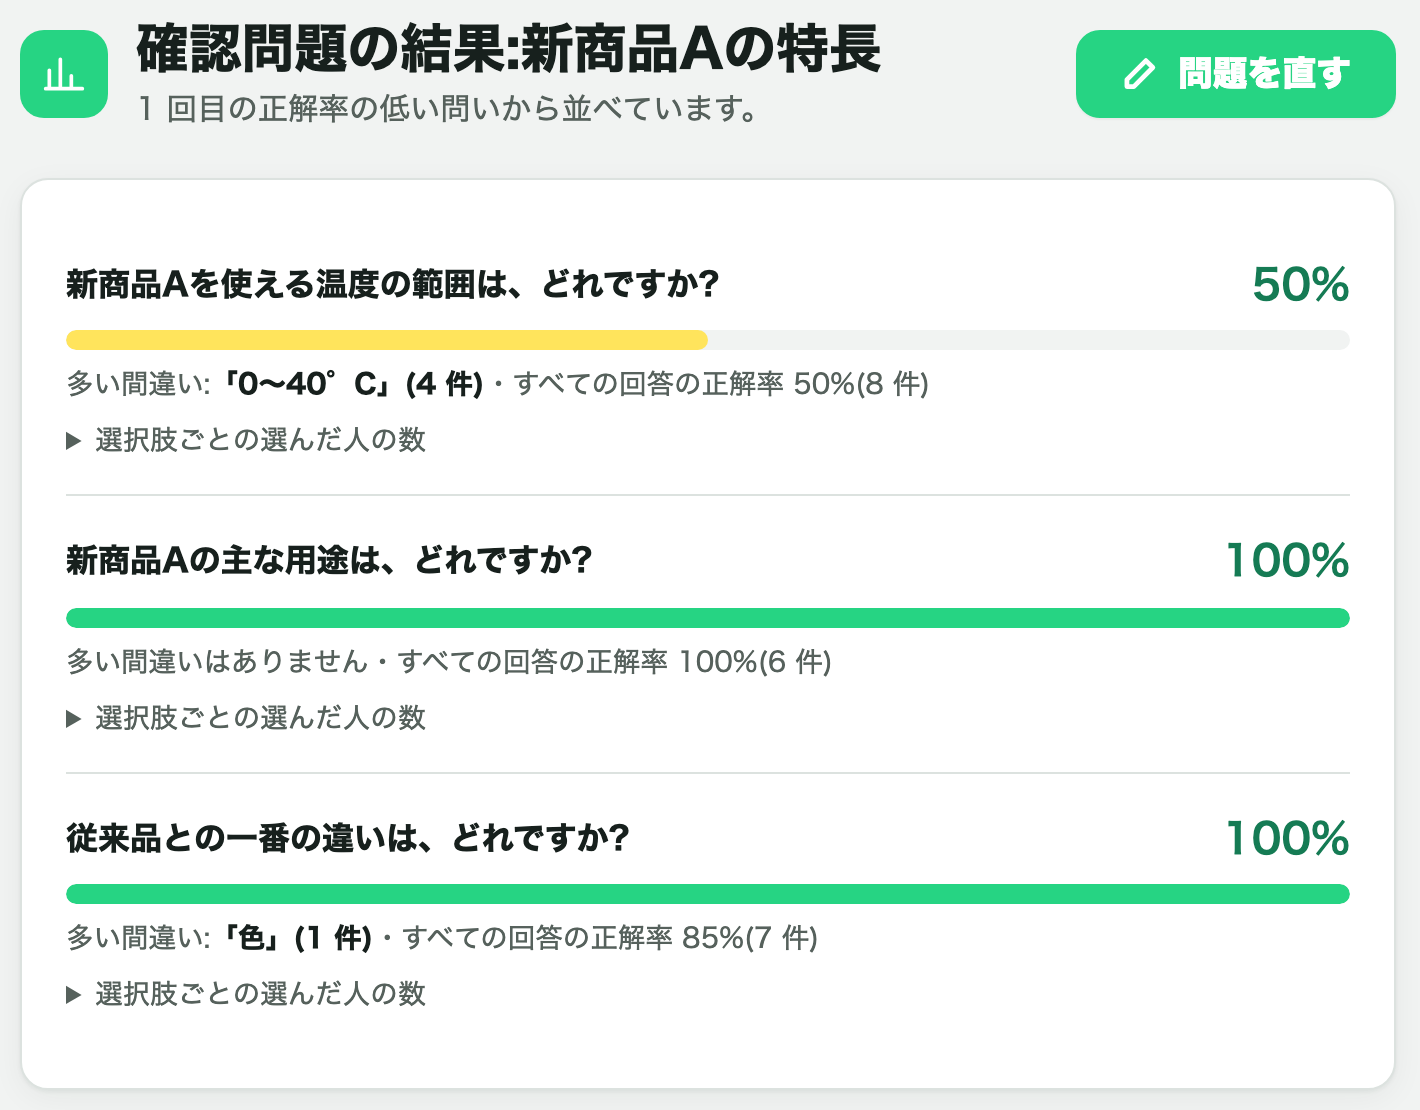 確認問題の結果:新商品Aの特長
1 回目の正解率の低い問いから並べています。
問題を直す
新商品Aを使える温度の範囲は、どれですか?
50%
多い間違い:「0〜40°C」(4 件)・すべての回答の正解率 50%(8 件)
▶ 選択肢ごとの選んだ人の数
新商品Aの主な用途は、どれですか?
100%
多い間違いはありません・すべての回答の正解率 100%(6 件)
▶ 選択肢ごとの選んだ人の数
従来品との一番の違いは、どれですか?
100%
多い間違い:「色」(1 件)・すべての回答の正解率 85%(7 件)
▶ 選択肢ごとの選んだ人の数